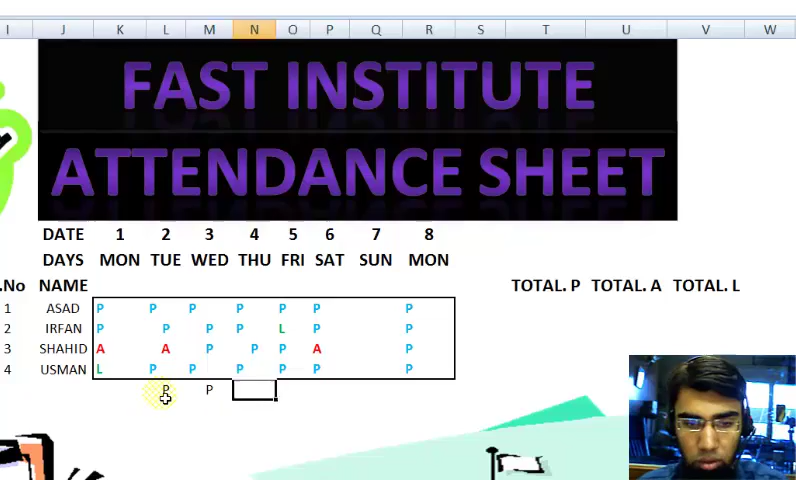 I J K L M N O P Q R S T U V W
FAST INSTITUTE
ATTENDANCE SHEET
DATE 1 2 3 4 5 6 7 8
DAYS MON TUE WED THU FRI SAT SUN MON
.No NAME TOTAL. P TOTAL. A TOTAL. L
1 ASAD P P P P P P P
2 IRFAN P P P P L P P
3 SHAHID A A P P P A P
4 USMAN L P P P P P P
P P